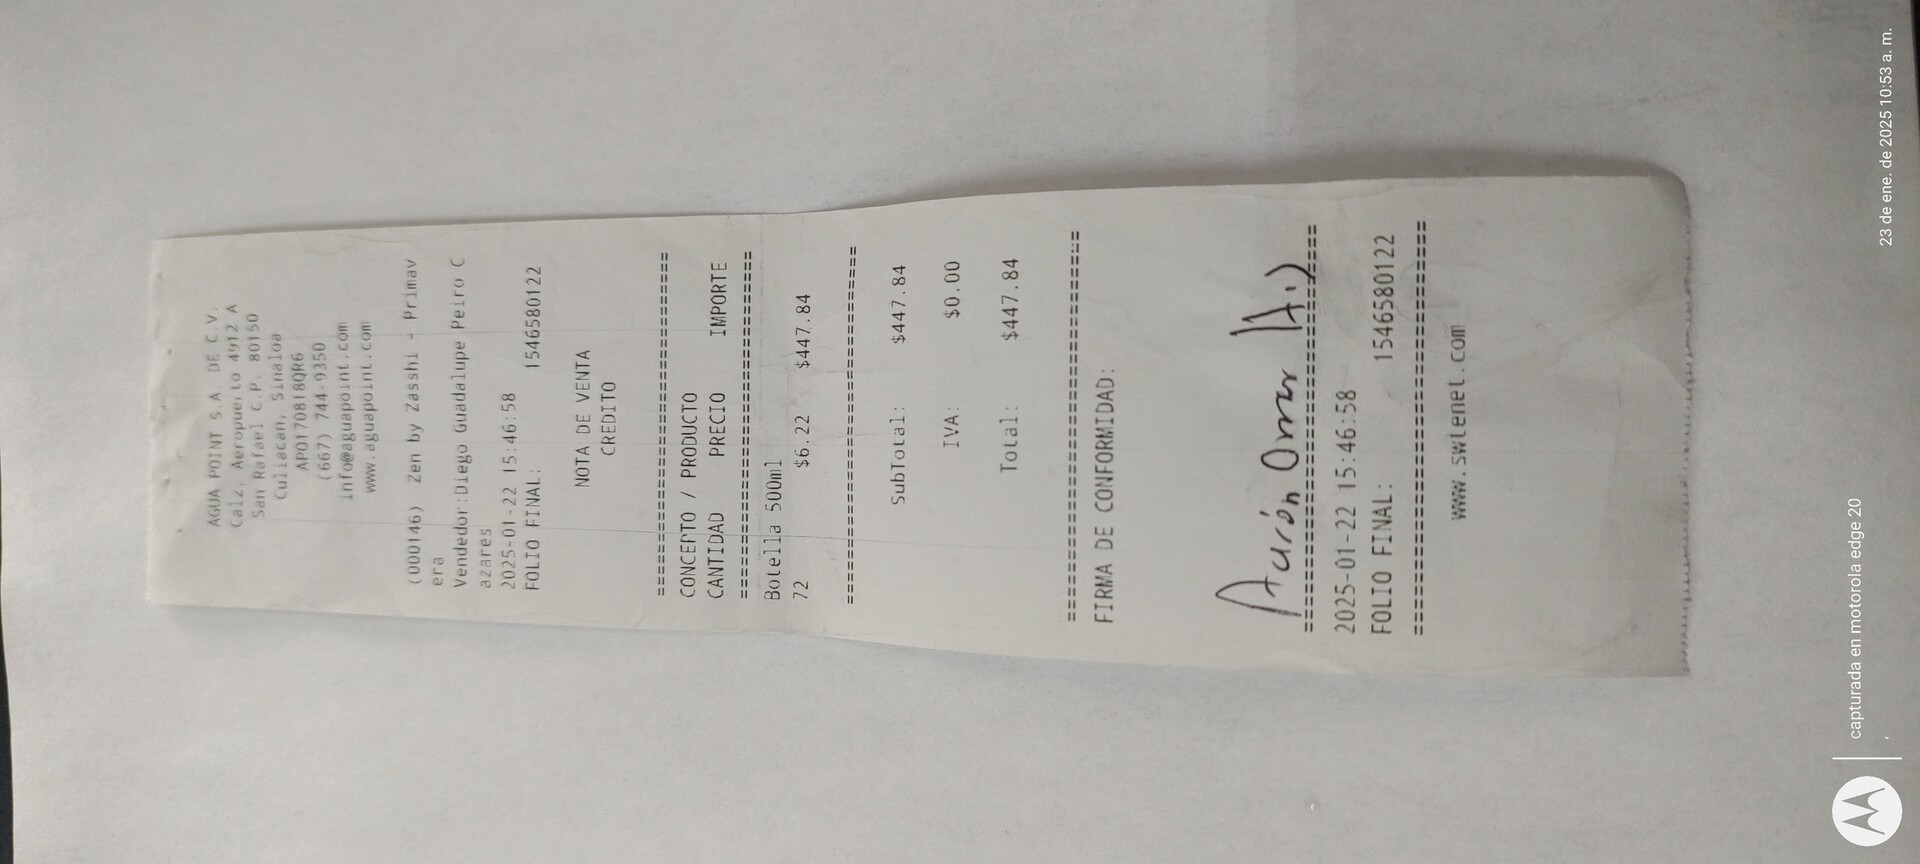 AGUA POINT S.A. DE C.V.
Calz. Aeropuerto 4912 A
San Rafael C.P. 80150
Culiacan, Sinaloa
APO170818QR6
(667) 744-9350
info@aguapoint.com
www.aguapoint.com
(000146) Zen by Zasshi - Primav
era
Vendedor:Diego Guadalupe Peiro C
azares
2025-01-22 15:46:58
FOLIO FINAL: 1546580122
NOTA DE VENTA
CREDITO
================================
CONCEPTO / PRODUCTO
CANTIDAD PRECIO IMPORTE
================================
Botella 500ml
72 $6.22 $447.84
================================
SubTotal: $447.84
IVA: $0.00
Total: $447.84
================================
FIRMA DE CONFORMIDAD:
Omar
================================
2025-01-22 15:46:58
FOLIO FINAL: 1546580122
================================
www.swtenet.com
capturada en motorola edge 20
23 de ene. de 2025 10:53 a. m.